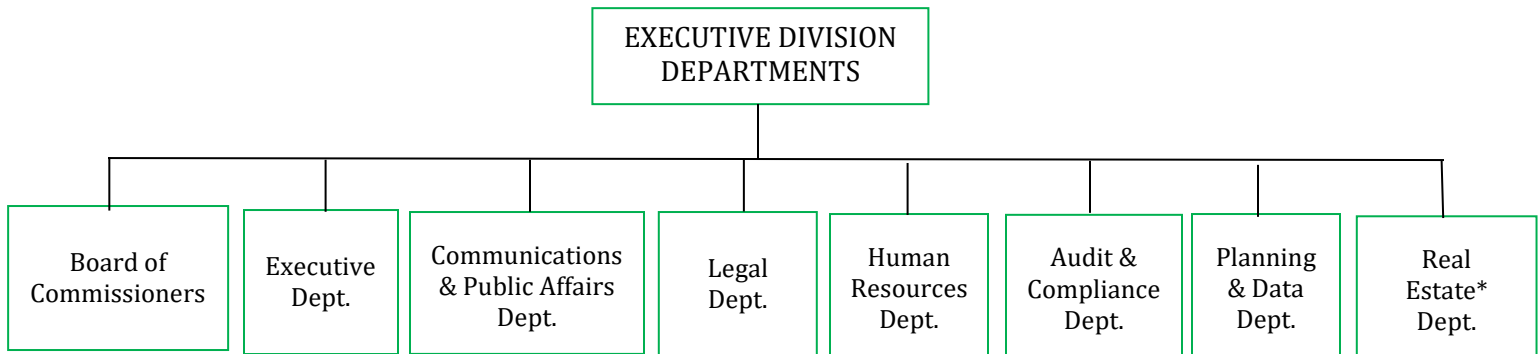 EXECUTIVE DIVISION
DEPARTMENTS
Board of
Commissioners
Executive
Dept.
Communications
& Public Affairs
Dept.
Legal
Dept.
Human
Resources
Dept.
Audit &
Compliance
Dept.
Planning
& Data
Dept.
Real
Estate*
Dept.